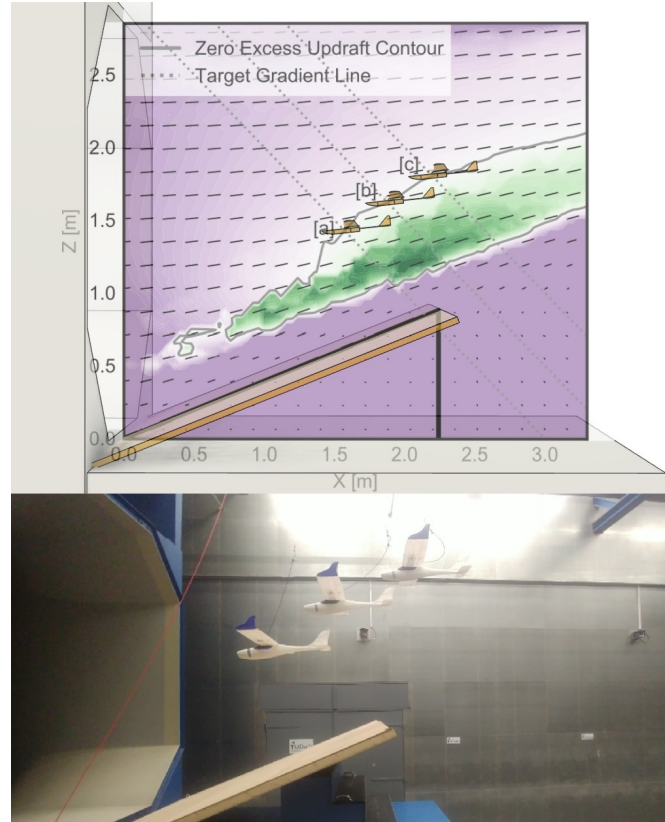 Zero Excess Updraft Contour
Target Gradient Line
2.5
2.0
1.5
1.0
0.5
0.0
Z [m]
[c]
[b]
[a]
0.0 0.5 1.0 1.5 2.0 2.5 3.0
X [m]